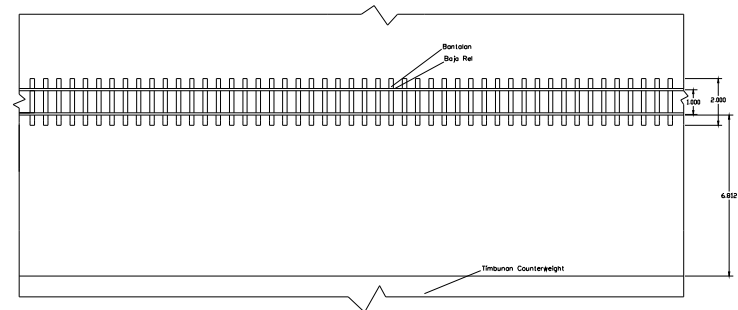 Bantalan
Baja Rel
1.000
2.000
6.812
Timbunan Counterweight